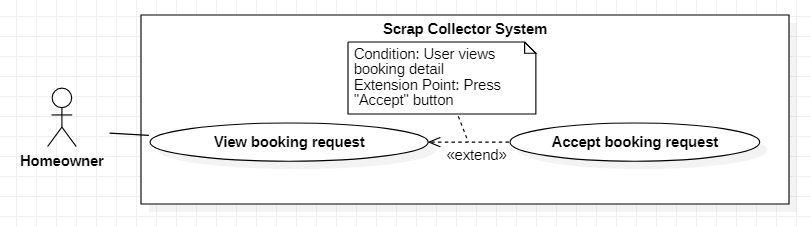 Scrap Collector System
Condition: User views
booking detail
Extension Point: Press
"Accept" button
Homeowner
View booking request
«extend»
Accept booking request